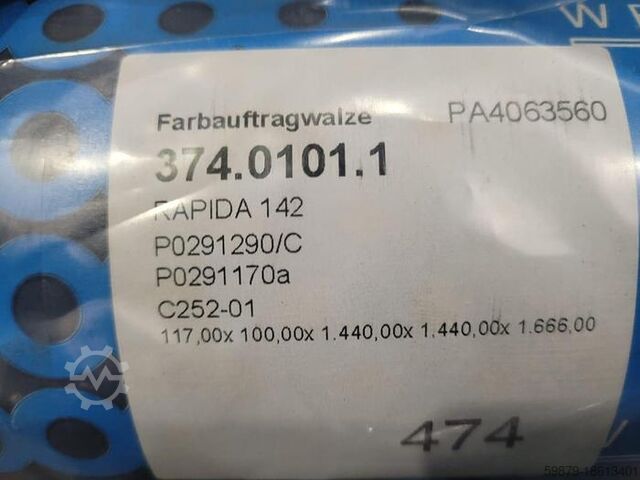 Farbauftragwalze PA4063560
374.0101.1
RAPIDA 142
P0291290/C
P0291170a
C252-01
117,00x 100,00x 1.440,00x 1.440,00x 1.666,00
474
59879-18613401